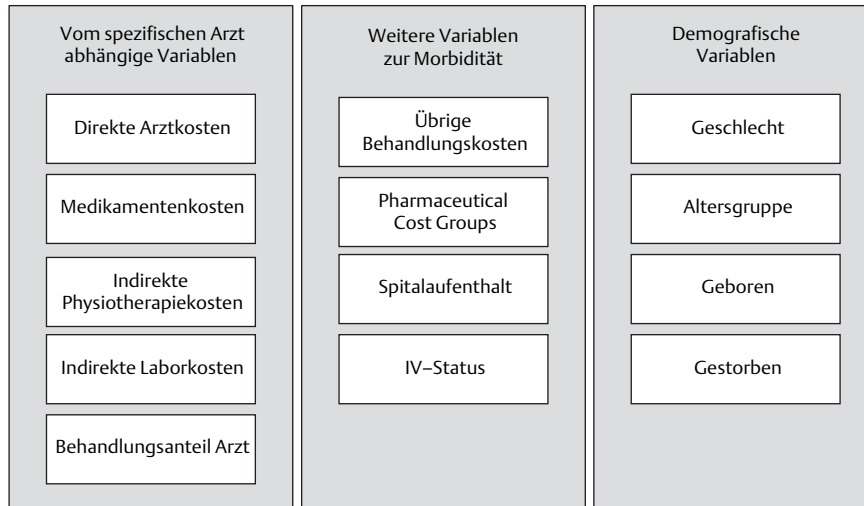 Vom spezifischen Arzt
abhängige Variablen
Direkte Arztkosten
Medikamentenkosten
Indirekte
Physiotherapiekosten
Indirekte Laborkosten
Behandlungsanteil Arzt
Weitere Variablen
zur Morbidität
Übrige
Behandlungskosten
Pharmaceutical
Cost Groups
Spitalaufenthalt
IV–Status
Demografische
Variablen
Geschlecht
Altersgruppe
Geboren
Gestorben